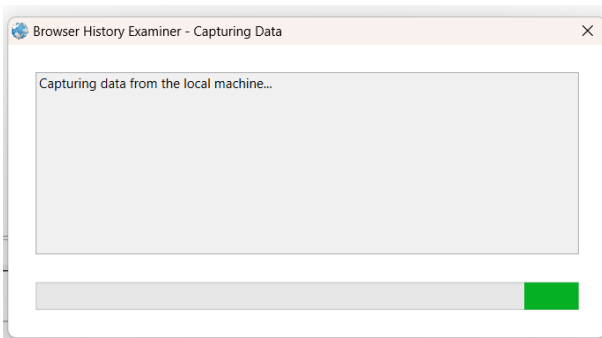 Browser History Examiner - Capturing Data
Capturing data from the local machine...